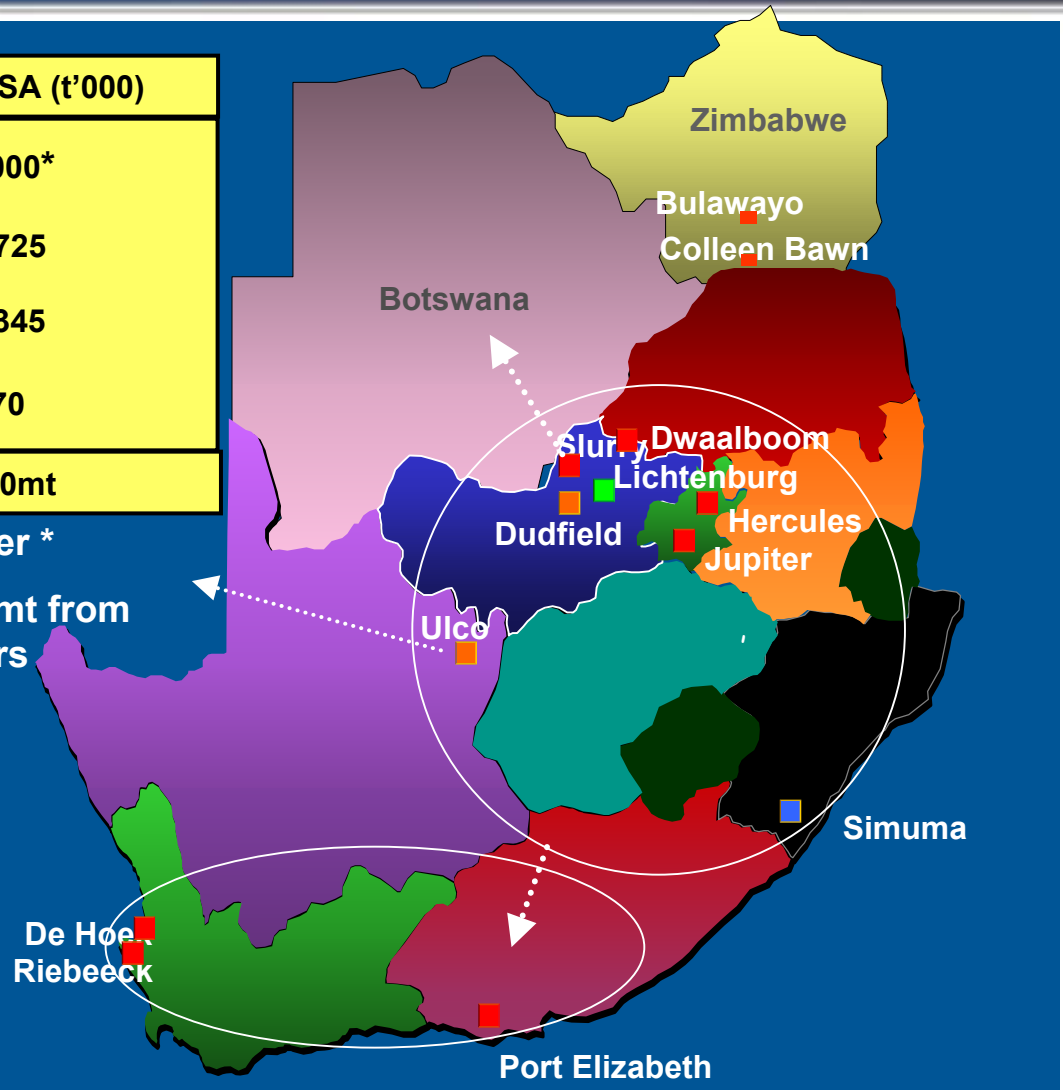 SA (t’000)
000*
725
345
70
0mt
er *
mt from
rs
Zimbabwe
Bulawayo
Colleen Bawn
Botswana
Slurry
Dwaalboom
Lichtenburg
Dudfield
Hercules
Jupiter
Ulco
Simuma
De Hoek
Riebeeck
Port Elizabeth